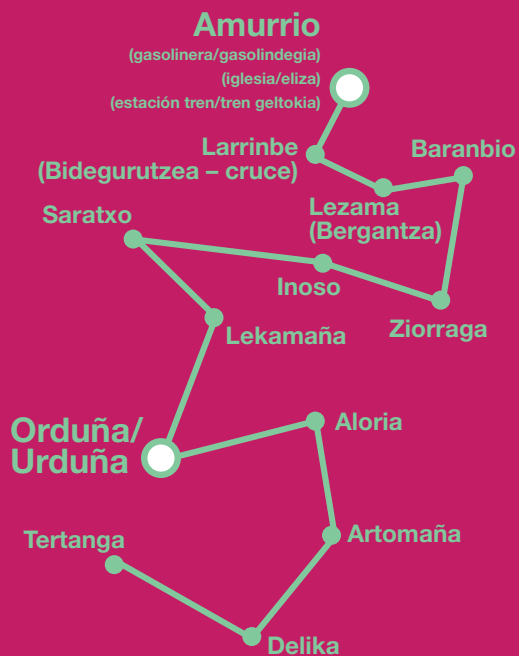 Amurrio
(gasolinera/gasolindegia)
(iglesia/eliza)
(estación tren/tren geltokia)
Larrinbe
(Bidegurutzea – cruce)
Baranbio
Lezama
(Bergantza)
Saratxo
Inoso
Ziorraga
Lekamaña
Orduña/
Urduña
Aloria
Artomaña
Tertanga
Delika